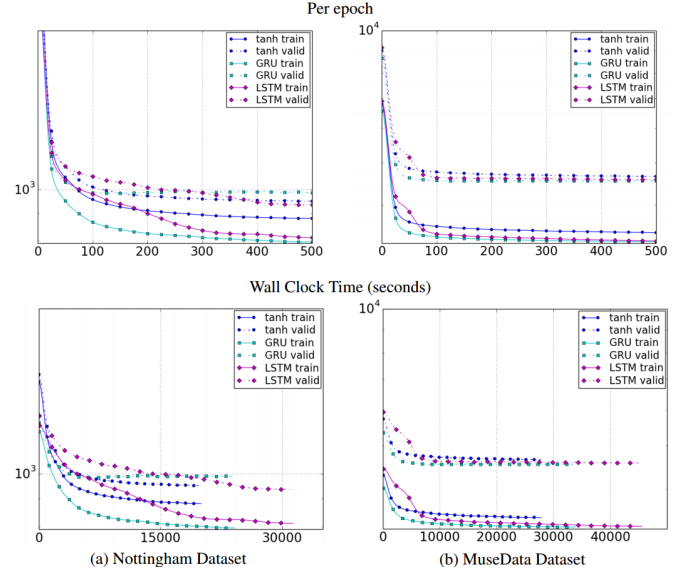 Per epoch
10^4
tanh train
tanh valid
GRU train
GRU valid
LSTM train
LSTM valid
10^3
0 100 200 300 400 500
tanh train
tanh valid
GRU train
GRU valid
LSTM train
LSTM valid
0 100 200 300 400 500
Wall Clock Time (seconds)
10^4
tanh train
tanh valid
GRU train
GRU valid
LSTM train
LSTM valid
10^3
0 15000 30000
tanh train
tanh valid
GRU train
GRU valid
LSTM train
LSTM valid
0 10000 20000 30000 40000
(a) Nottingham Dataset
(b) MuseData Dataset